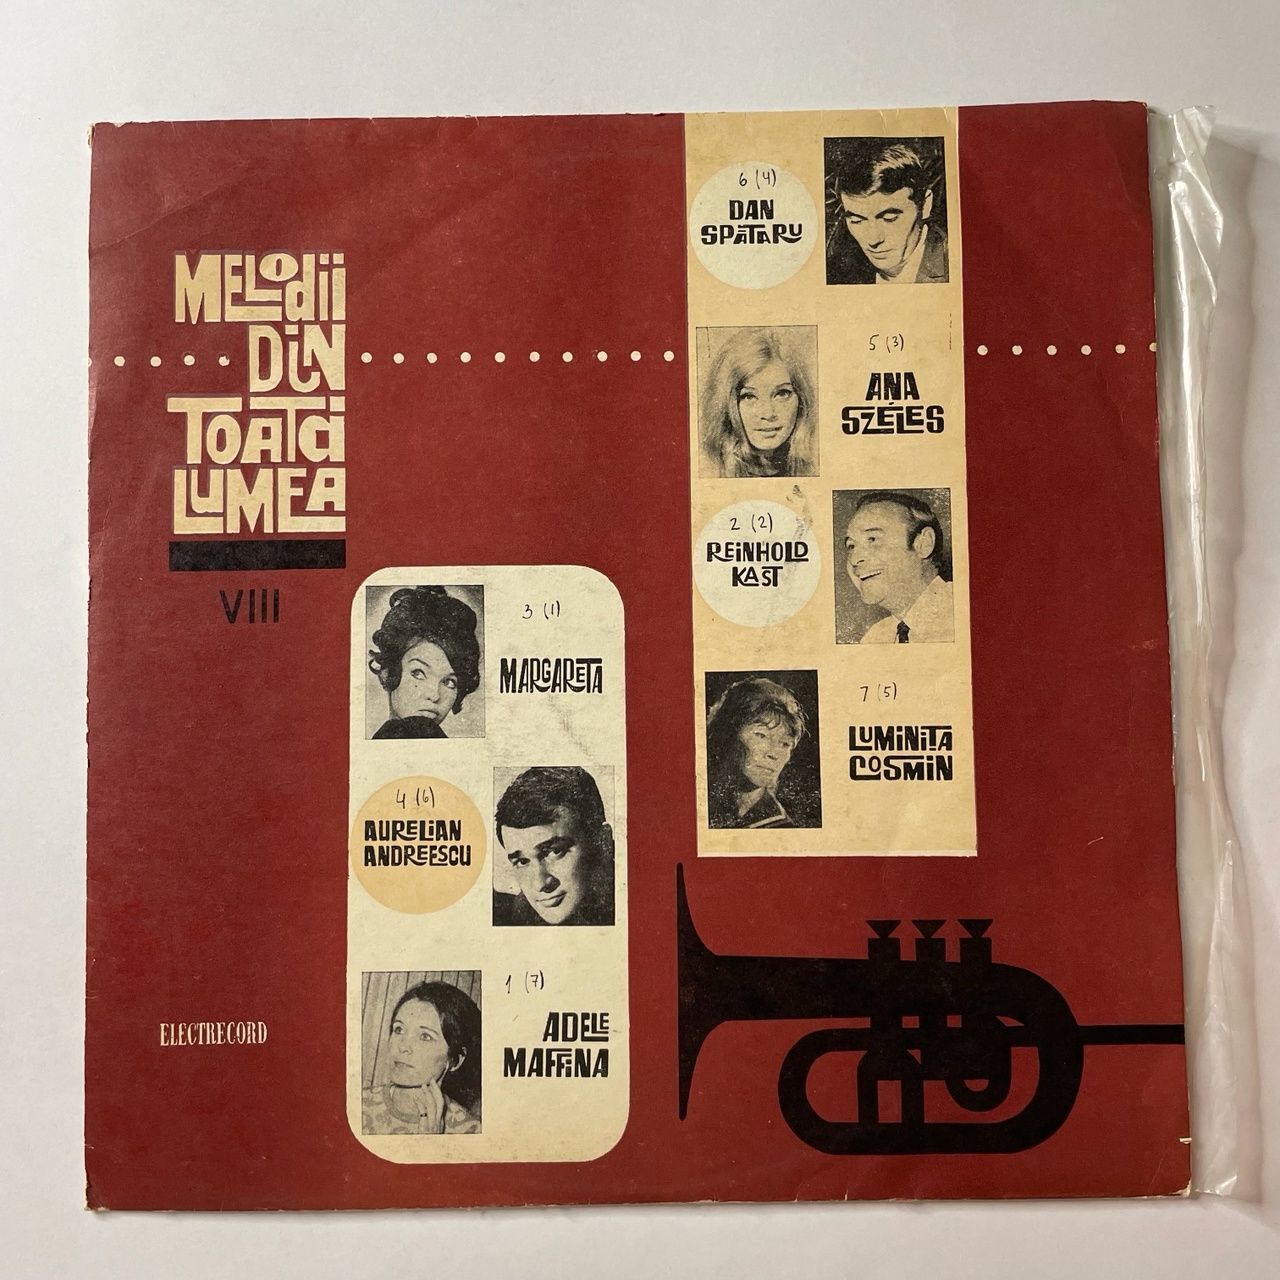 MELOdii
DiN
TOATĂ
LUMEA
VIII
3 (1)
MARGARETA
4 (6)
AURELiAN
ANDREESCU
1 (7)
ADELE
MAFFiNA
ELECTRECORD
6 (4)
DAN
SPĂTARU
5 (3)
ANA
SZÉLES
2 (2)
REiNHOLD
KAST
7 (5)
LUMiNiȚA
COSMiN